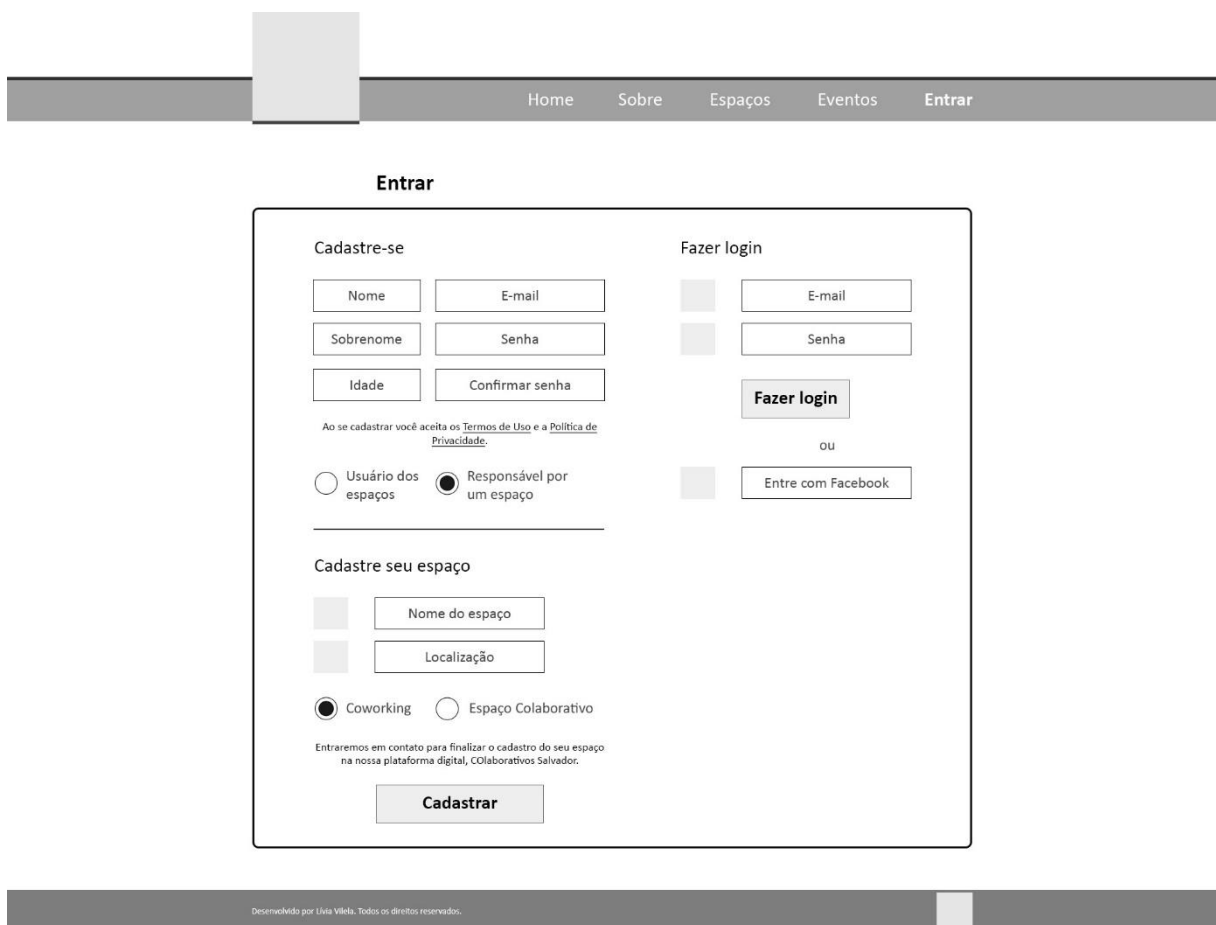 Home Sobre Espaços Eventos Entrar
Entrar
Cadastre-se
Nome E-mail
Sobrenome Senha
Idade Confirmar senha
Ao se cadastrar você aceita os Termos de Uso e a Política de
Privacidade.
Usuário dos
espaços
Responsável por
um espaço
Cadastre seu espaço
Nome do espaço
Localização
Coworking Espaço Colaborativo
Entraremos em contato para finalizar o cadastro do seu espaço
na nossa plataforma digital, COlaborativos Salvador.
Cadastrar
Fazer login
E-mail
Senha
Fazer login
ou
Entre com Facebook
Desenvolvido por Lívia Vilela. Todos os direitos reservados.